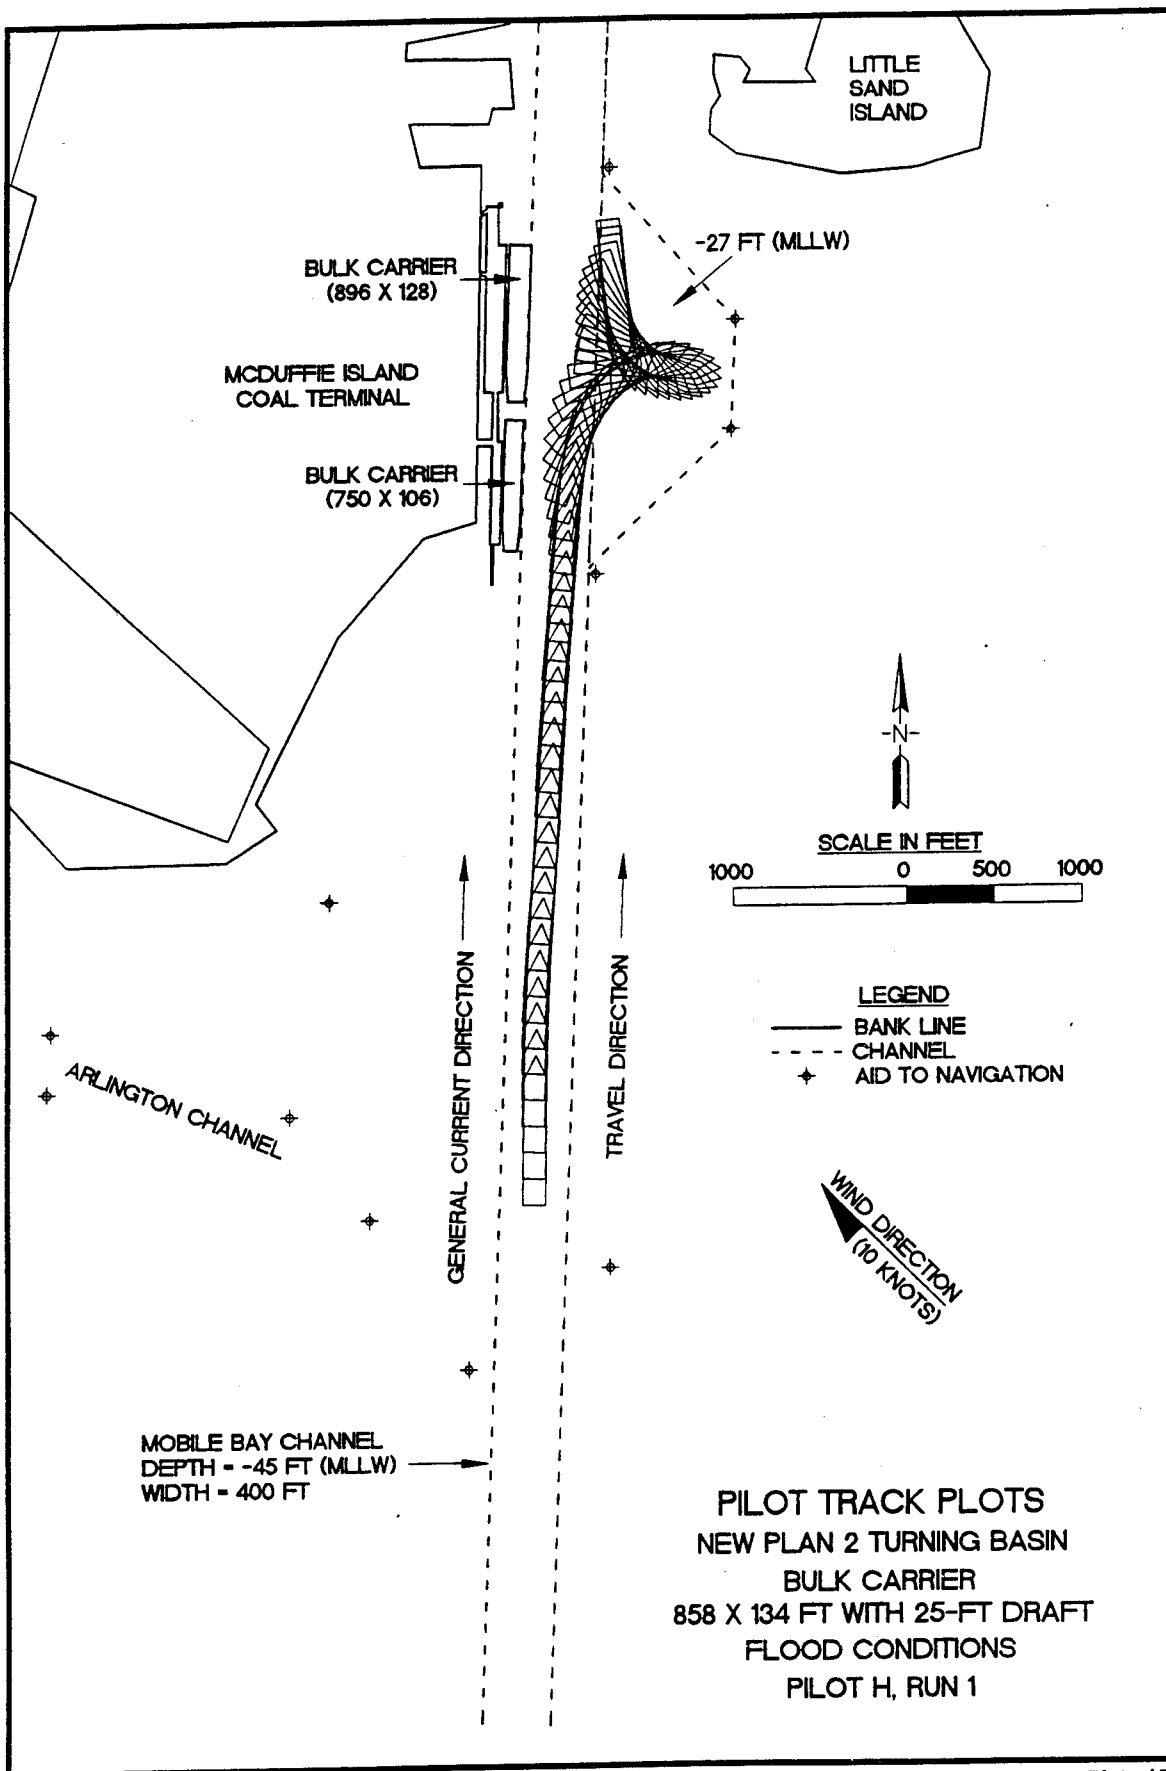 LITTLE
SAND
ISLAND
-27 FT (MLLW)
BULK CARRIER
(896 X 128)
MCDUFFIE ISLAND
COAL TERMINAL
BULK CARRIER
(750 X 106)
-N-
SCALE IN FEET
1000 0 500 1000
GENERAL CURRENT DIRECTION
TRAVEL DIRECTION
LEGEND
BANK LINE
CHANNEL
AID TO NAVIGATION
ARLINGTON CHANNEL
WIND DIRECTION
(10 KNOTS)
MOBILE BAY CHANNEL
DEPTH = -45 FT (MLLW)
WIDTH = 400 FT
PILOT TRACK PLOTS
NEW PLAN 2 TURNING BASIN
BULK CARRIER
858 X 134 FT WITH 25-FT DRAFT
FLOOD CONDITIONS
PILOT H, RUN 1